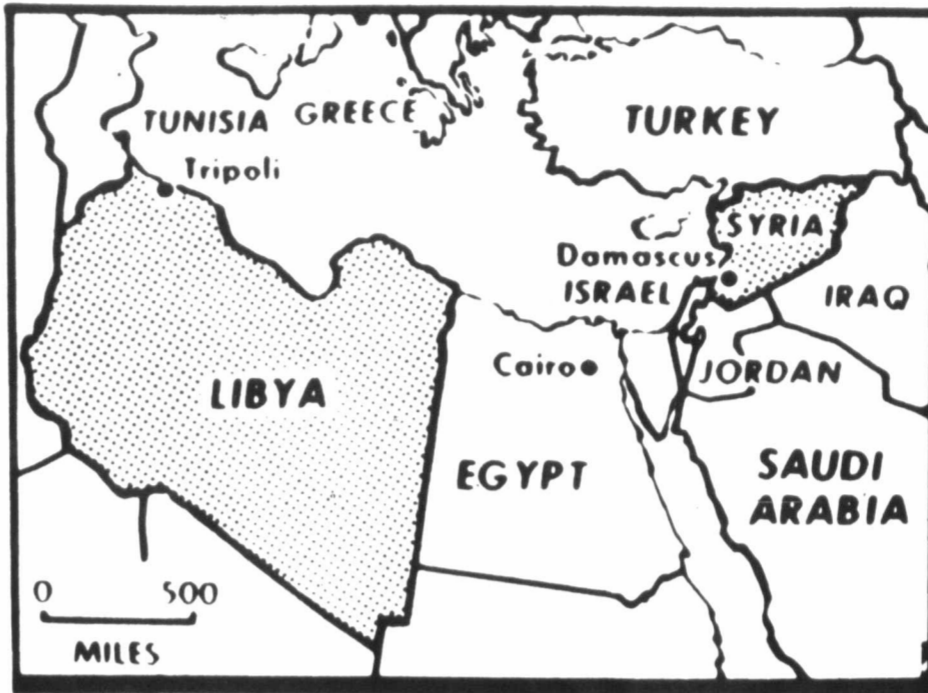 TUNISIA
GREECE
TURKEY
Tripoli
SYRIA
Damascus
ISRAEL
IRAQ
LIBYA
Cairo
JORDAN
EGYPT
SAUDI
ARABIA
0 500
MILES